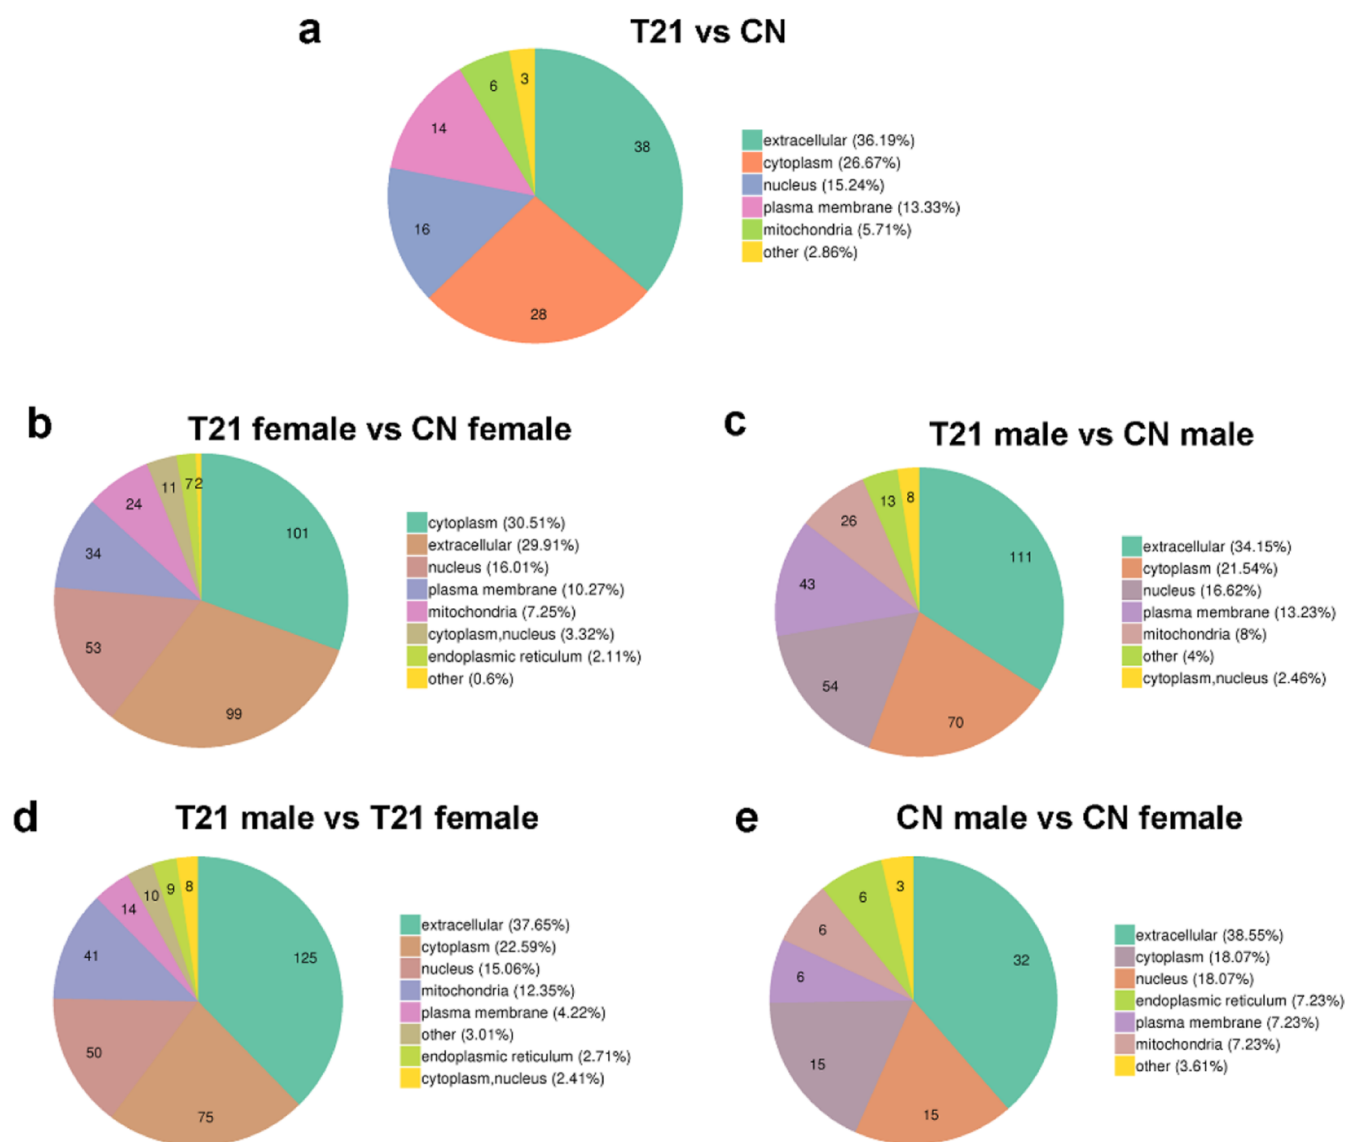 a
T21 vs CN
3
6
14
38
16
28
extracellular (36.19%)
cytoplasm (26.67%)
nucleus (15.24%)
plasma membrane (13.33%)
mitochondria (5.71%)
other (2.86%)
b
T21 female vs CN female
11
7
2
24
101
34
53
99
cytoplasm (30.51%)
extracellular (29.91%)
nucleus (16.01%)
plasma membrane (10.27%)
mitochondria (7.25%)
cytoplasm,nucleus (3.32%)
endoplasmic reticulum (2.11%)
other (0.6%)
c
T21 male vs CN male
8
13
26
111
43
54
70
extracellular (34.15%)
cytoplasm (21.54%)
nucleus (16.62%)
plasma membrane (13.23%)
mitochondria (8%)
other (4%)
cytoplasm,nucleus (2.46%)
d
T21 male vs T21 female
8
9
10
14
41
125
50
75
extracellular (37.65%)
cytoplasm (22.59%)
nucleus (15.06%)
mitochondria (12.35%)
plasma membrane (4.22%)
other (3.01%)
endoplasmic reticulum (2.71%)
cytoplasm,nucleus (2.41%)
e
CN male vs CN female
3
6
6
32
6
15
15
extracellular (38.55%)
cytoplasm (18.07%)
nucleus (18.07%)
endoplasmic reticulum (7.23%)
plasma membrane (7.23%)
mitochondria (7.23%)
other (3.61%)